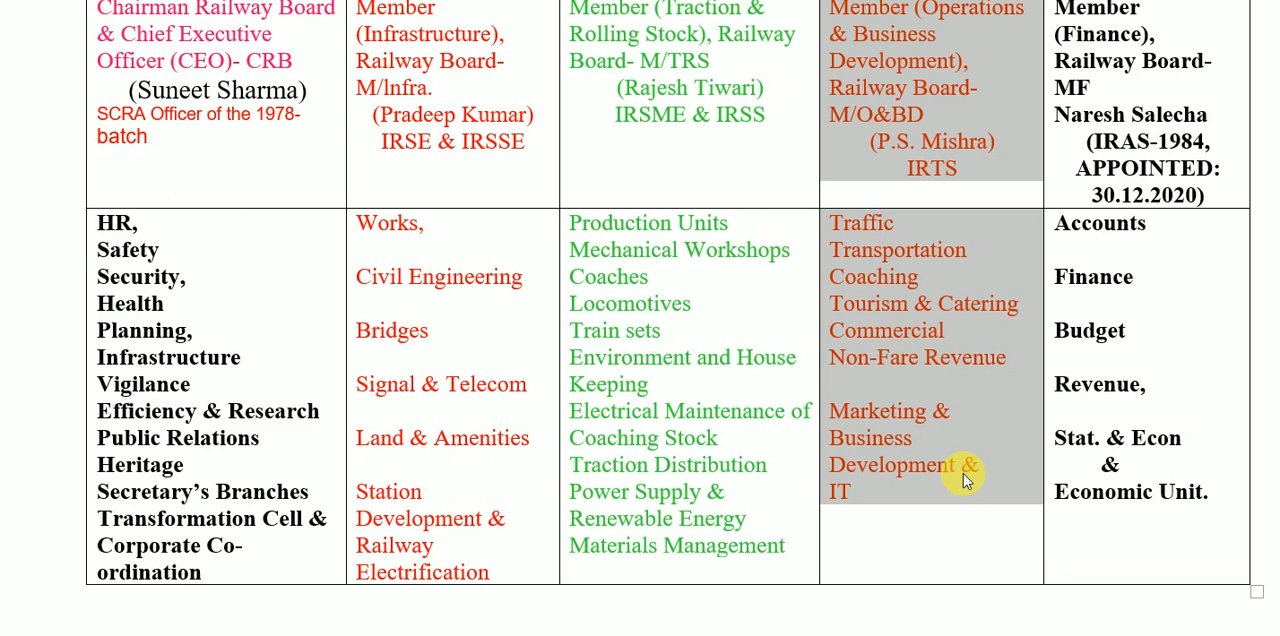 Chairman Railway Board
& Chief Executive
Officer (CEO)- CRB
(Suneet Sharma)
SCRA Officer of the 1978-
batch
Member
(Infrastructure),
Railway Board-
M/lnfra.
(Pradeep Kumar)
IRSE & IRSSE
Member (Traction &
Rolling Stock), Railway
Board- M/TRS
(Rajesh Tiwari)
IRSME & IRSS
Member (Operations
& Business
Development),
Railway Board-
M/O&BD
(P.S. Mishra)
IRTS
Member
(Finance),
Railway Board-
MF
Naresh Salecha
(IRAS-1984,
APPOINTED:
30.12.2020)
HR,
Safety
Security,
Health
Planning,
Infrastructure
Vigilance
Efficiency & Research
Public Relations
Heritage
Secretary’s Branches
Transformation Cell &
Corporate Co-
ordination
Works,
Civil Engineering
Bridges
Signal & Telecom
Land & Amenities
Station
Development &
Railway
Electrification
Production Units
Mechanical Workshops
Coaches
Locomotives
Train sets
Environment and House
Keeping
Electrical Maintenance of
Coaching Stock
Traction Distribution
Power Supply &
Renewable Energy
Materials Management
Traffic
Transportation
Coaching
Tourism & Catering
Commercial
Non-Fare Revenue
Marketing &
Business
Development &
IT
Accounts
Finance
Budget
Revenue,
Stat. & Econ
&
Economic Unit.